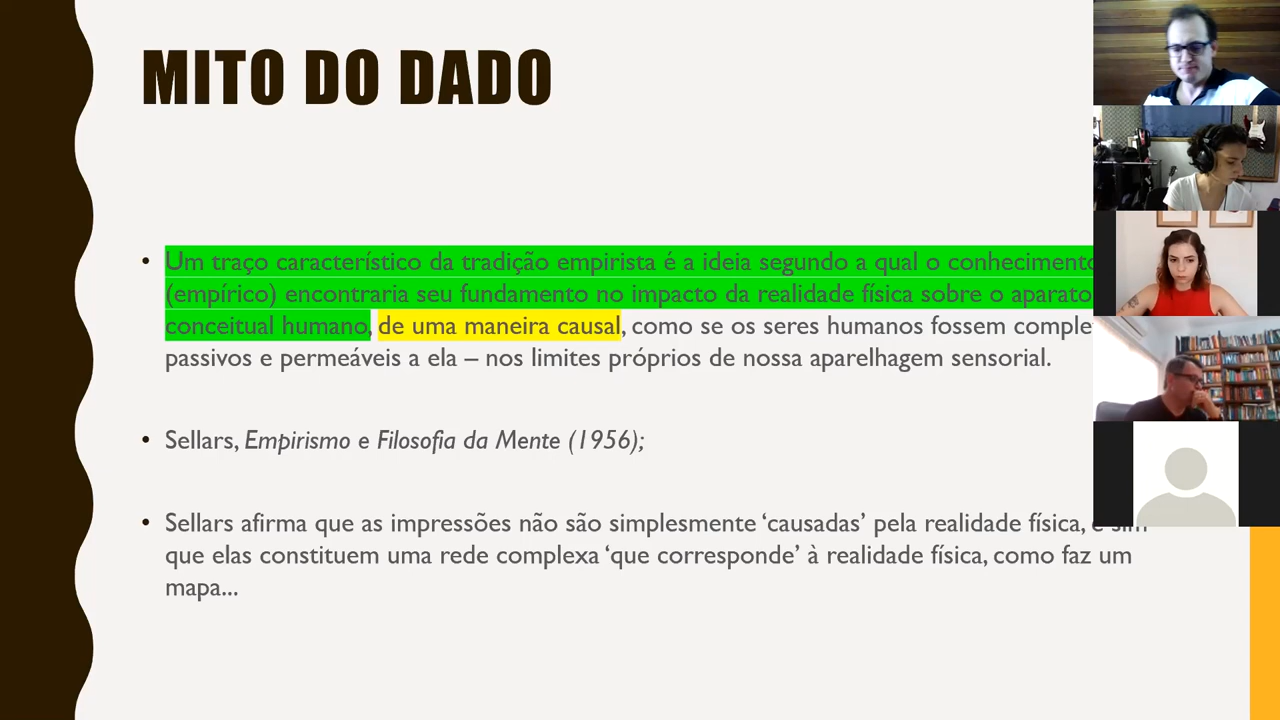 MITO DO DADO
• Um traço característico da tradição empirista é a ideia segundo a qual o conhecimento
(empírico) encontraria seu fundamento no impacto da realidade física sobre o aparato
conceitual humano, de uma maneira causal, como se os seres humanos fossem
passivos e permeáveis a ela – nos limites próprios de nossa aparelhagem sensorial.
• Sellars, Empirismo e Filosofia da Mente (1956);
• Sellars afirma que as impressões não são simplesmente ‘causadas’ pela realidade física, e sim
que elas constituem uma rede complexa ‘que corresponde’ à realidade física, como faz um
mapa...